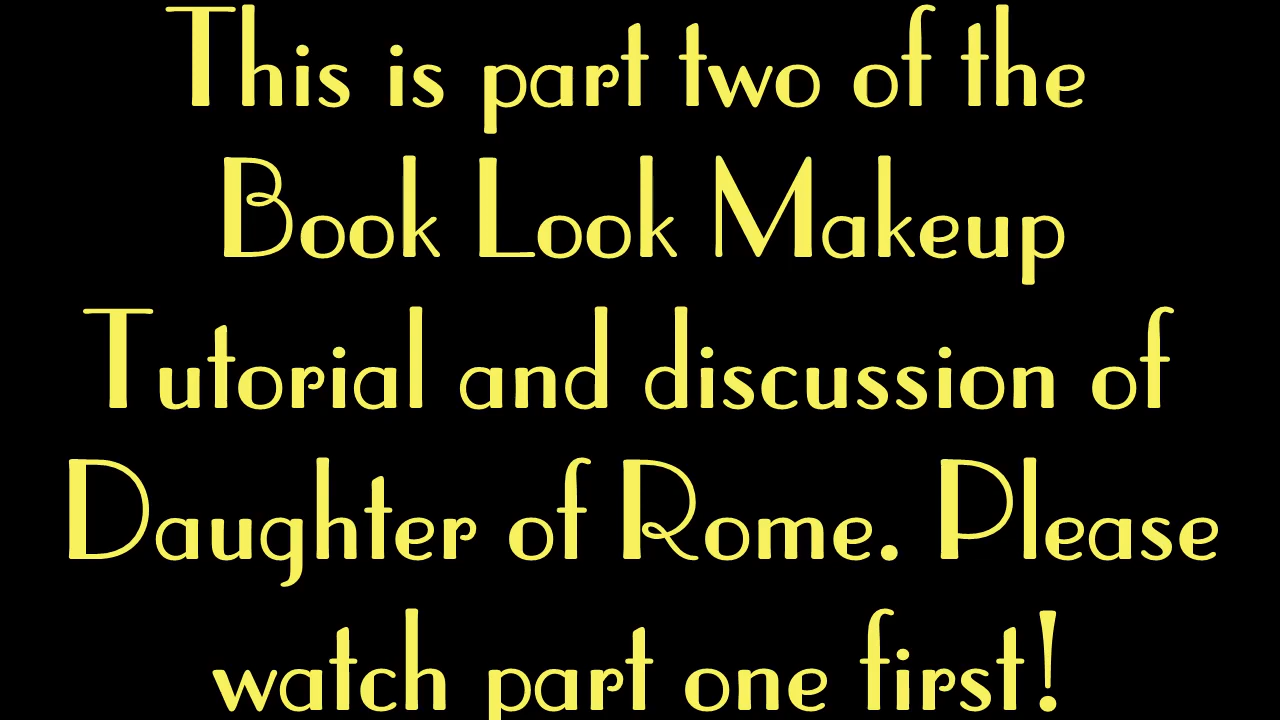 This is part two of the
Book Look Makeup
Tutorial and discussion of
Daughter of Rome. Please
watch part one first!